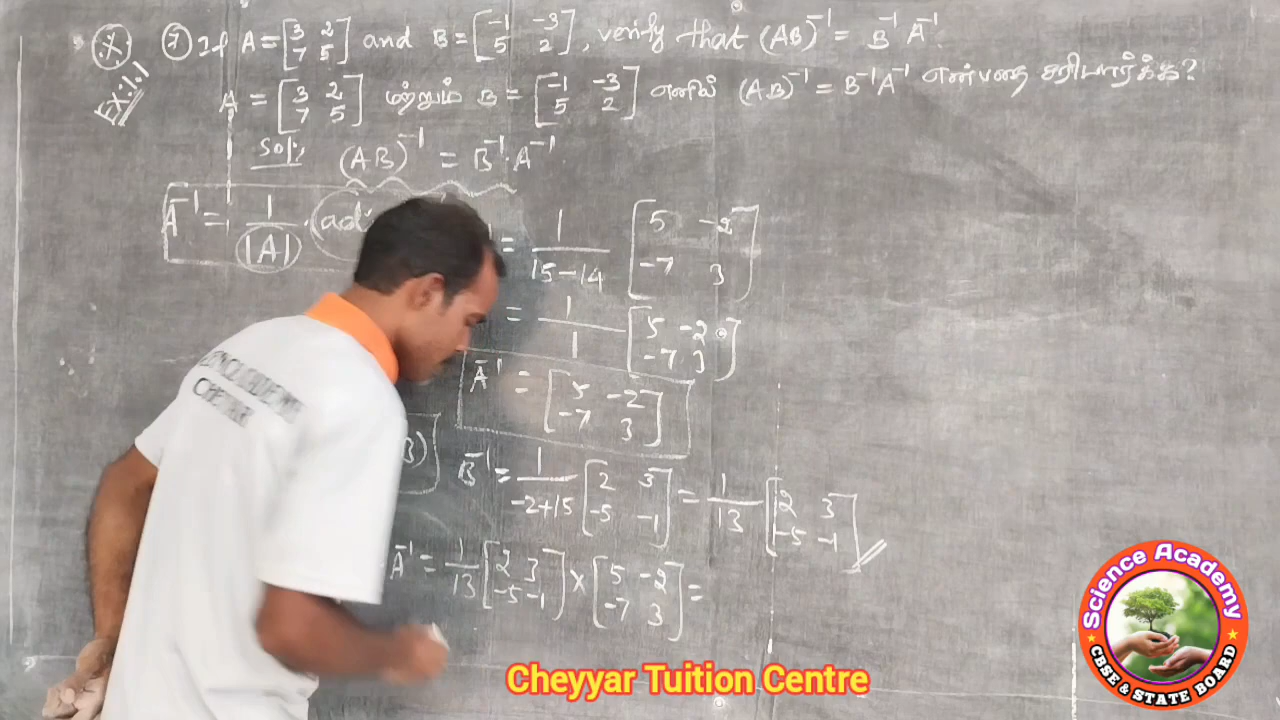 (X) (7) If A = [3 2 7 5] and B = [-1 -3 5 2], verify that (AB)⁻¹ = B⁻¹A⁻¹.
Ex:1.1
A = [3 2 7 5] மற்றும் B = [-1 -3 5 2] எனில் (AB)⁻¹ = B⁻¹A⁻¹ என்பதை சரிபார்க்க?
Sol: (AB)⁻¹ = B⁻¹.A⁻¹
A⁻¹ = 1/|A| .(adj
= 1/(15-14) [5 -2 -7 3]
= 1/1 [5 -2 -7 3]
A⁻¹ = [5 -2 -7 3]
B)
B⁻¹ = 1/(-2+15) [2 3 -5 -1] = 1/13 [2 3 -5 -1]
A⁻¹ = 1/13 [2 3 -5 -1] × [5 -2 -7 3] =
CHEYYAR
Cheyyar Tuition Centre
Science Academy
CBSE & STATE BOARD